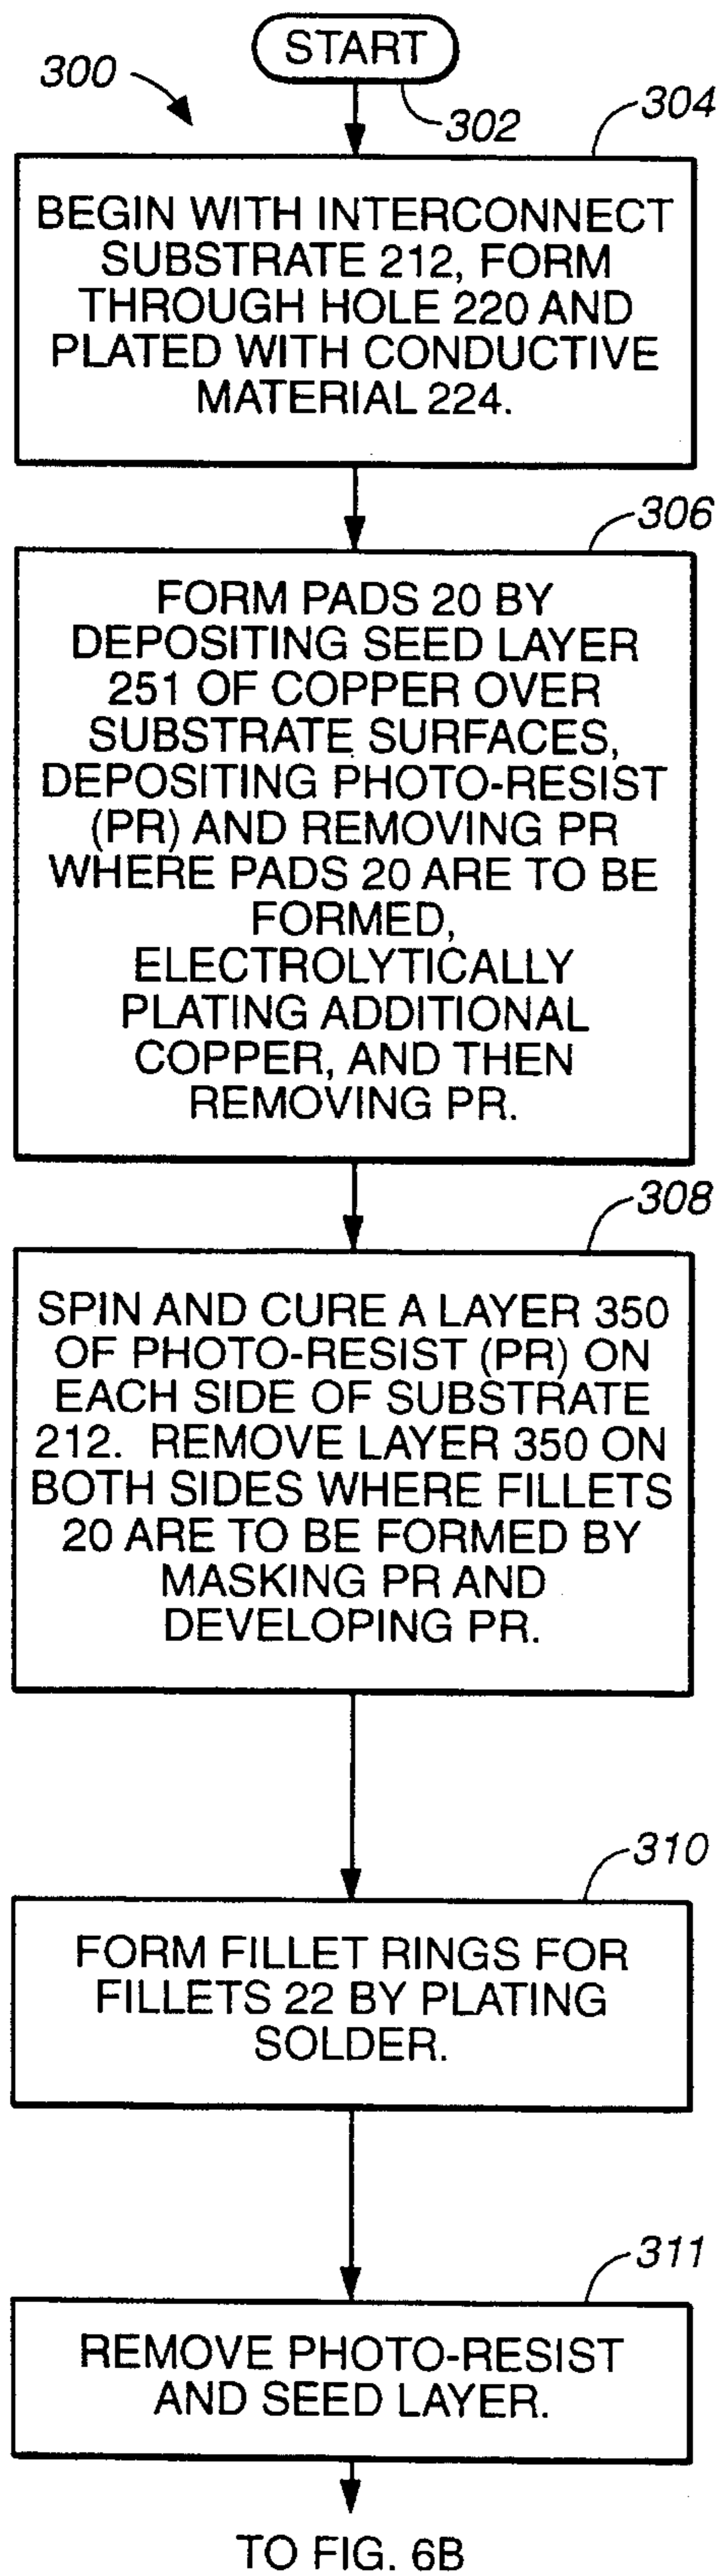 START
300
302
304
BEGIN WITH INTERCONNECT
SUBSTRATE 212, FORM
THROUGH HOLE 220 AND
PLATED WITH CONDUCTIVE
MATERIAL 224.
306
FORM PADS 20 BY
DEPOSITING SEED LAYER
251 OF COPPER OVER
SUBSTRATE SURFACES,
DEPOSITING PHOTO-RESIST
(PR) AND REMOVING PR
WHERE PADS 20 ARE TO BE
FORMED,
ELECTROLYTICALLY
PLATING ADDITIONAL
COPPER, AND THEN
REMOVING PR.
308
SPIN AND CURE A LAYER 350
OF PHOTO-RESIST (PR) ON
EACH SIDE OF SUBSTRATE
212. REMOVE LAYER 350 ON
BOTH SIDES WHERE FILLETS
20 ARE TO BE FORMED BY
MASKING PR AND
DEVELOPING PR.
310
FORM FILLET RINGS FOR
FILLETS 22 BY PLATING
SOLDER.
311
REMOVE PHOTO-RESIST
AND SEED LAYER.
TO FIG. 6B